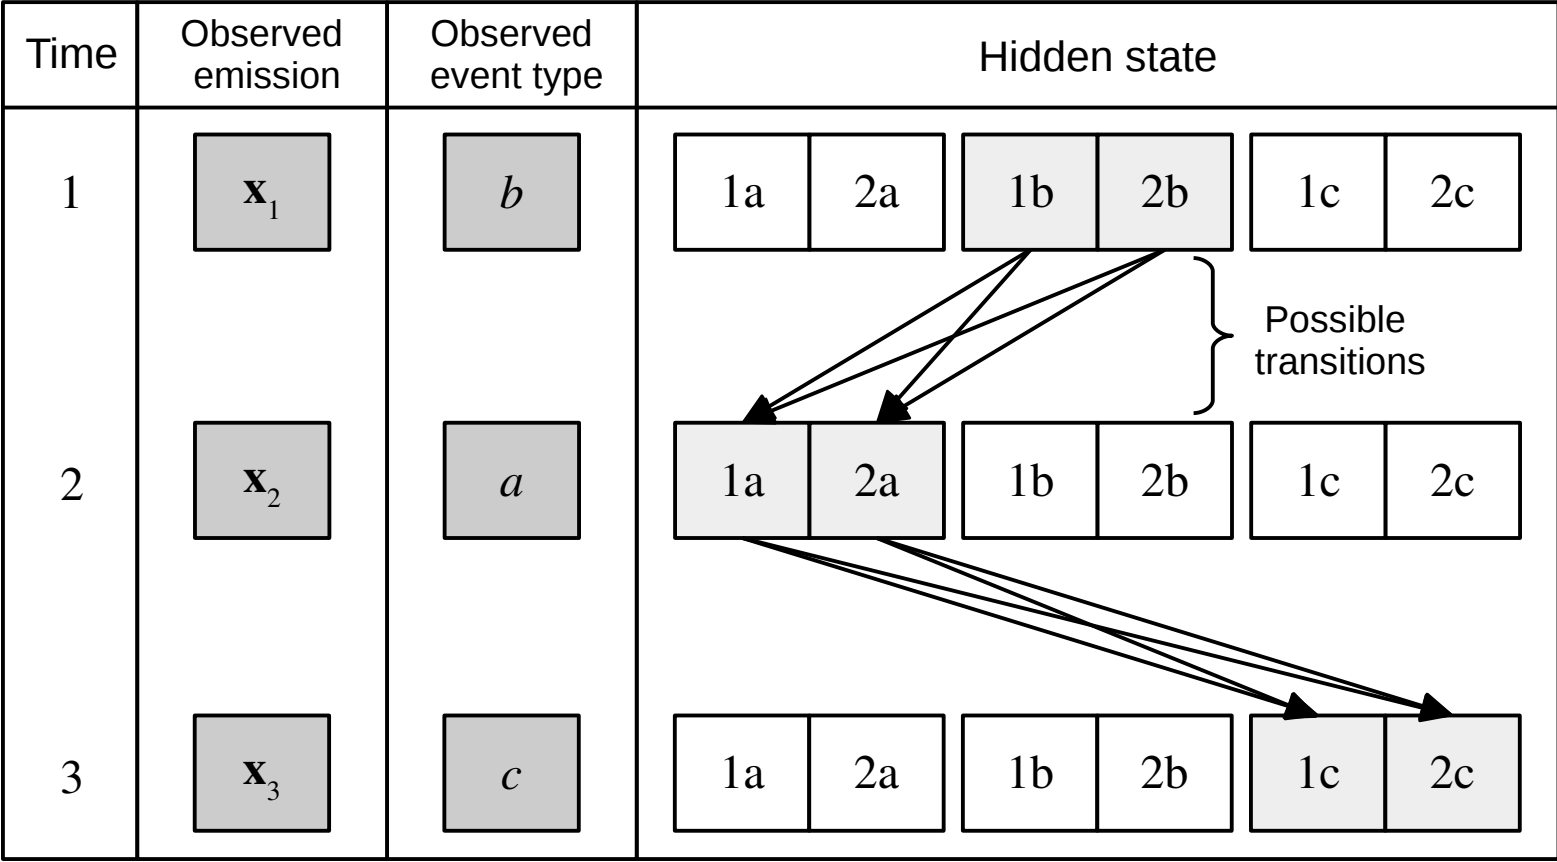 Time
Observed
emission
Observed
event type
Hidden state
1
x1
b
1a 2a 1b 2b 1c 2c
Possible
transitions
2
x2
a
1a 2a 1b 2b 1c 2c
3
x3
c
1a 2a 1b 2b 1c 2c